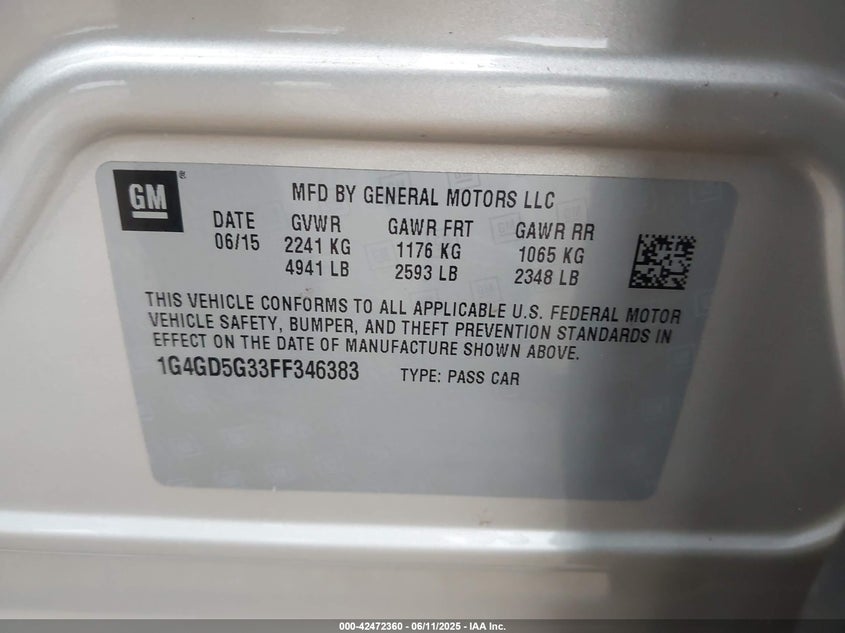 GM ®
MFD BY GENERAL MOTORS LLC
DATE GVWR GAWR FRT GAWR RR
06/15 2241 KG 1176 KG 1065 KG
4941 LB 2593 LB 2348 LB
THIS VEHICLE CONFORMS TO ALL APPLICABLE U.S. FEDERAL MOTOR
VEHICLE SAFETY, BUMPER, AND THEFT PREVENTION STANDARDS IN
EFFECT ON THE DATE OF MANUFACTURE SHOWN ABOVE.
1G4GD5G33FF346383 TYPE: PASS CAR
000-42472360 - 06/11/2025 - IAA Inc.